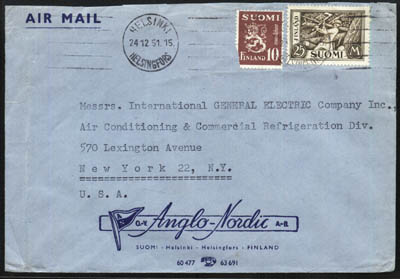 AIR MAIL
HELSINKI
24.12.51.15.
HELSINGFORS
SUOMI
FINLAND 10
FINLAND
25 SUOMI M
Messrs. International GENERAL ELECTRIC Company Inc.,
Air Conditioning & Commercial Refrigeration Div.
570 Lexington Avenue
New York 22, N.Y.
U.S.A.
O-Y Anglo-Nordic A-B
SUOMI - Helsinki - Helsingfors - FINLAND
60 477 63 691